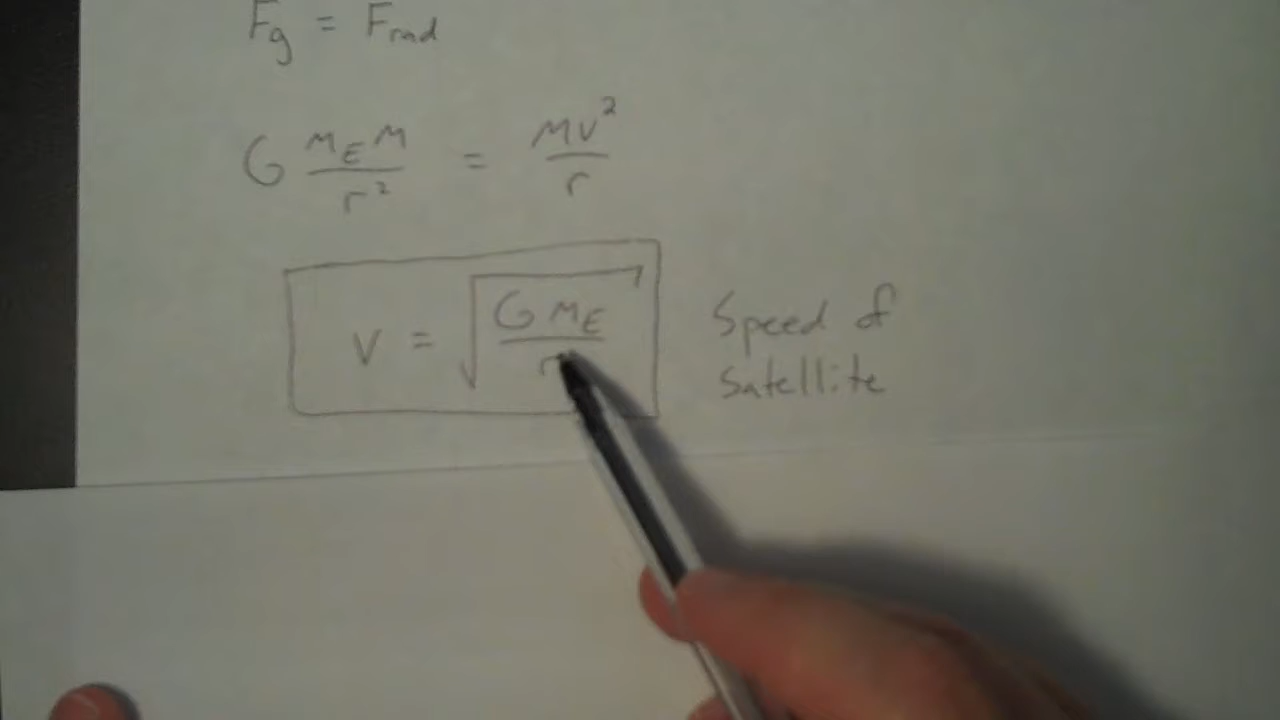 Fg = Frad
G mE m / r² = mv² / r
v = √(G mE / r)
Speed of
satellite